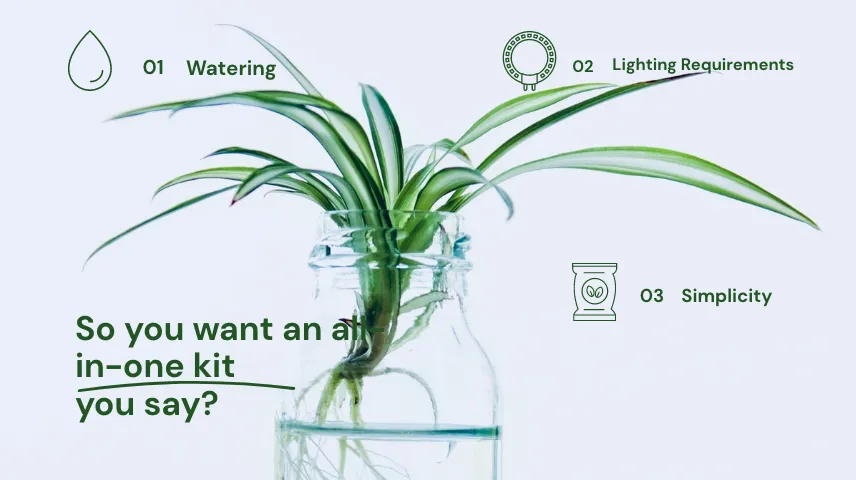 01 Watering
02 Lighting Requirements
03 Simplicity
So you want an all-
in-one kit
you say?